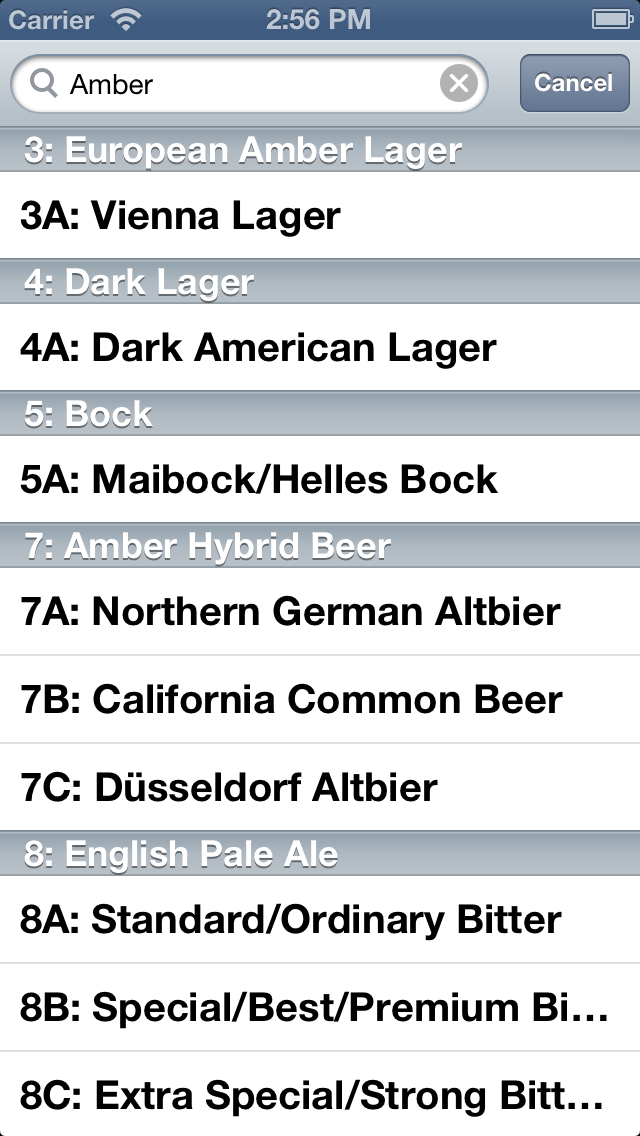 Carrier 2:56 PM
Amber Cancel
3: European Amber Lager
3A: Vienna Lager
4: Dark Lager
4A: Dark American Lager
5: Bock
5A: Maibock/Helles Bock
7: Amber Hybrid Beer
7A: Northern German Altbier
7B: California Common Beer
7C: Düsseldorf Altbier
8: English Pale Ale
8A: Standard/Ordinary Bitter
8B: Special/Best/Premium Bi...
8C: Extra Special/Strong Bitt...